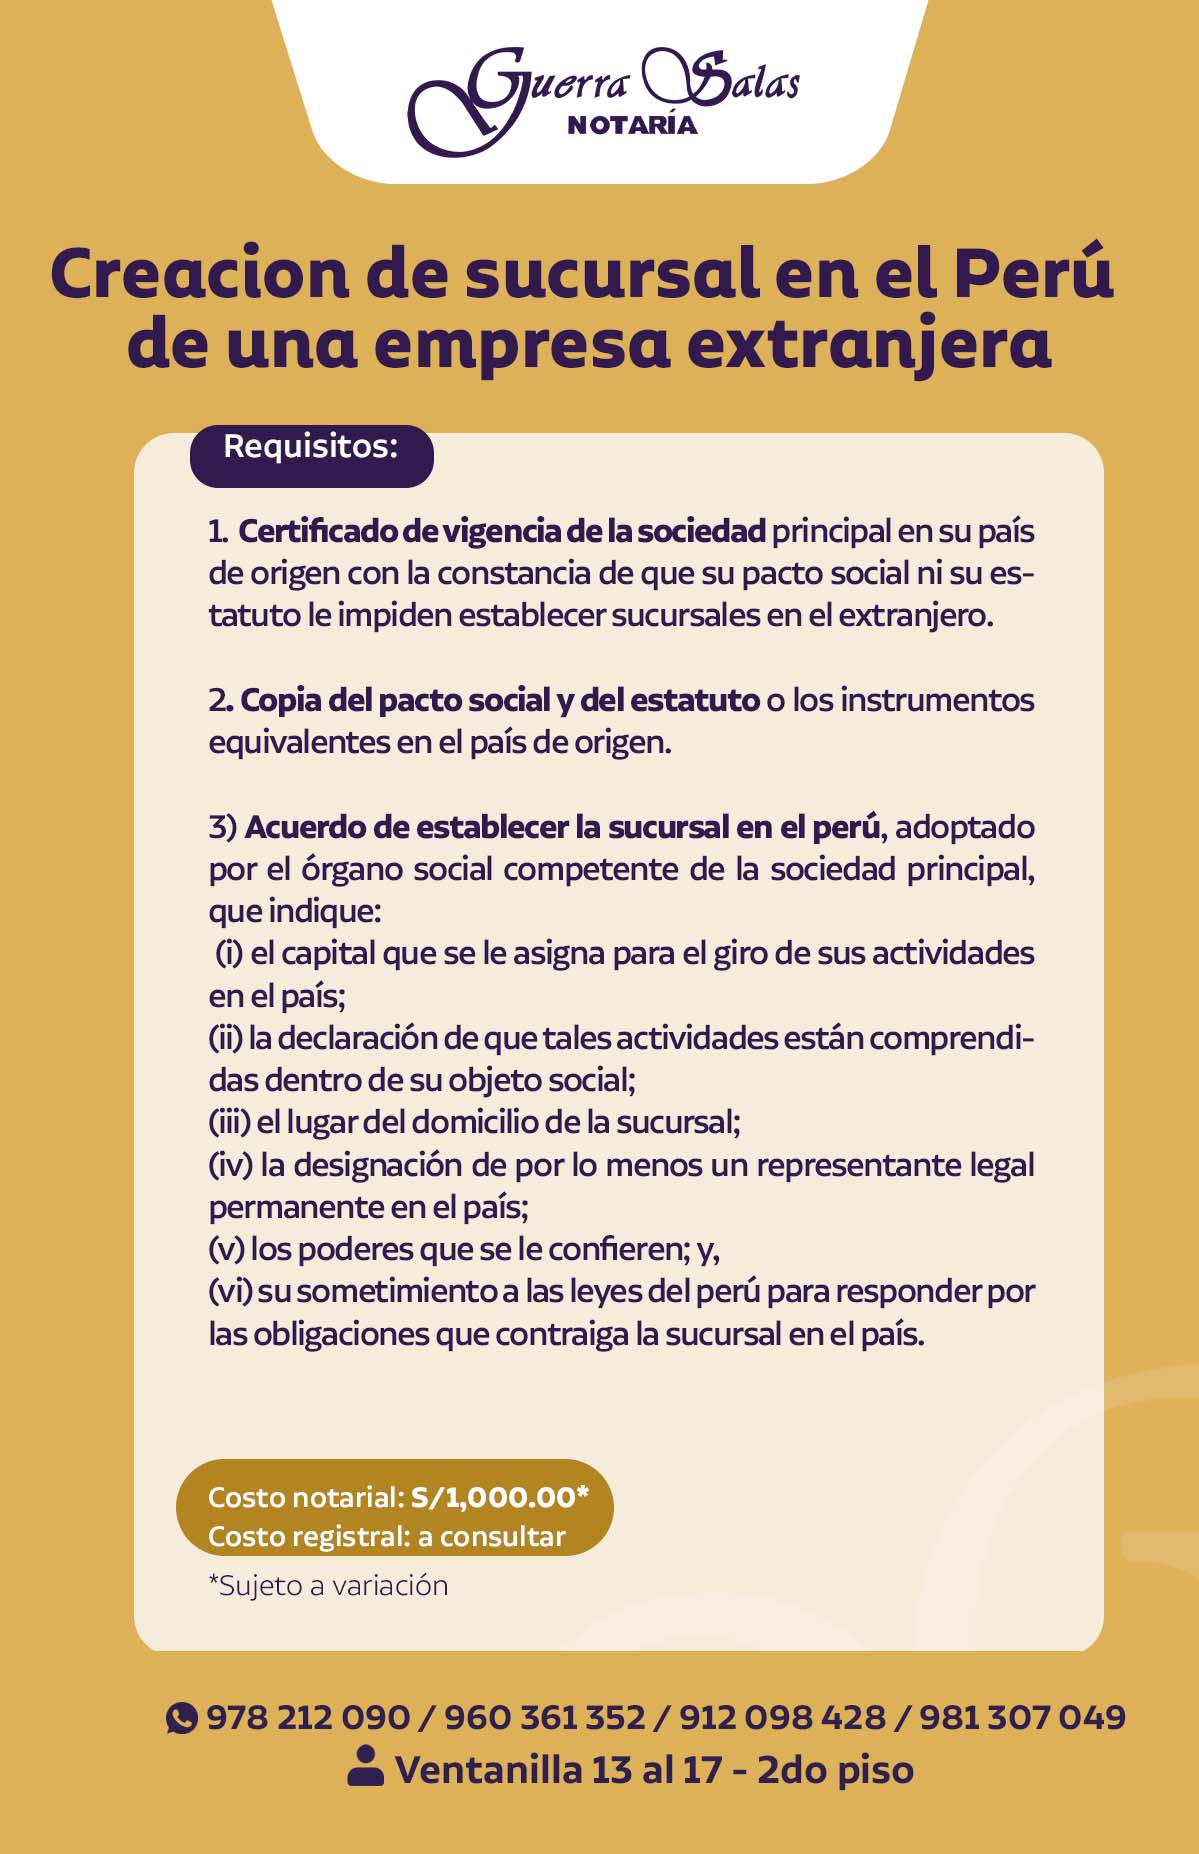 Guerra Salas
NOTARÍA
Creacion de sucursal en el Perú
de una empresa extranjera
Requisitos:
1. Certificado de vigencia de la sociedad principal en su país
de origen con la constancia de que su pacto social ni su es-
tatuto le impiden establecer sucursales en el extranjero.
2. Copia del pacto social y del estatuto o los instrumentos
equivalentes en el país de origen.
3) Acuerdo de establecer la sucursal en el perú, adoptado
por el órgano social competente de la sociedad principal,
que indique:
(i) el capital que se le asigna para el giro de sus actividades
en el país;
(ii) la declaración de que tales actividades están comprendi-
das dentro de su objeto social;
(iii) el lugar del domicilio de la sucursal;
(iv) la designación de por lo menos un representante legal
permanente en el país;
(v) los poderes que se le confieren; y,
(vi) su sometimiento a las leyes del perú para responder por
las obligaciones que contraiga la sucursal en el país.
Costo notarial: S/1,000.00*
Costo registral: a consultar
*Sujeto a variación
978 212 090 / 960 361 352 / 912 098 428 / 981 307 049
Ventanilla 13 al 17 - 2do piso